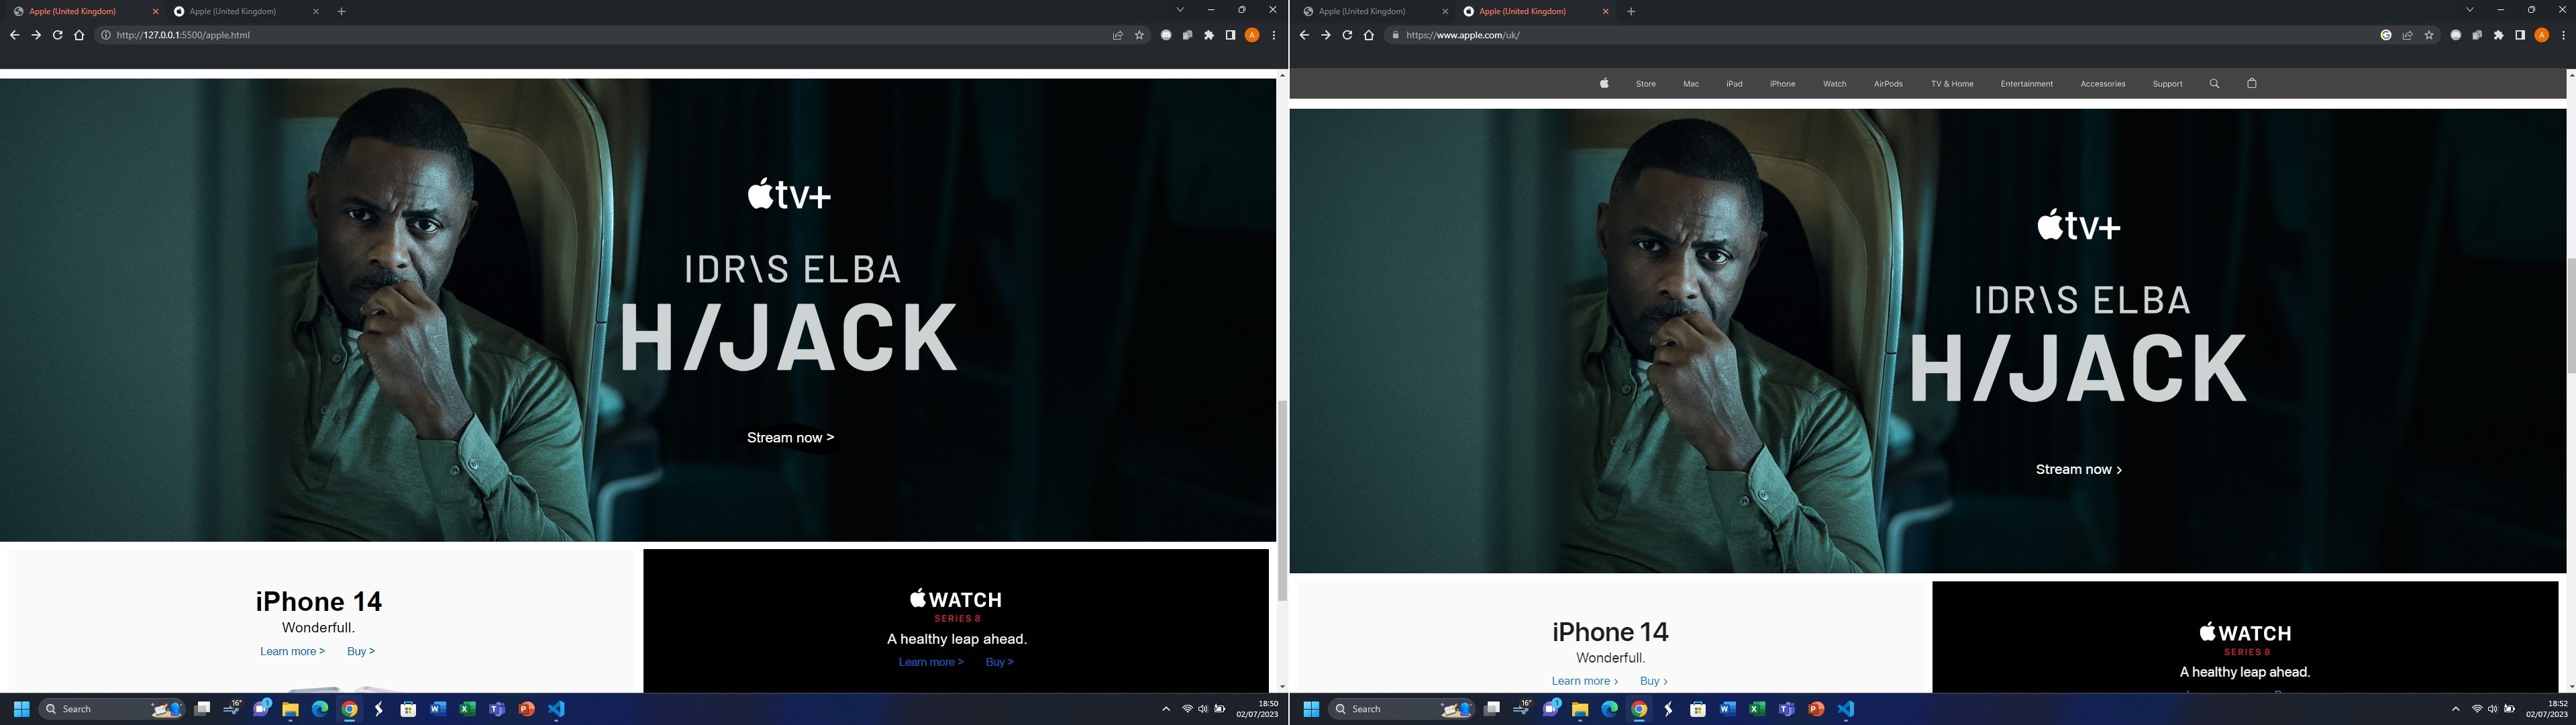 Apple (United Kingdom)
Apple (United Kingdom)
http://127.0.0.1:5500/apple.html
A
tv+
IDR\S ELBA
H/JACK
Stream now >
iPhone 14
Wonderfull.
Learn more >
Buy >
WATCH
SERIES 8
A healthy leap ahead.
Learn more >
Buy >
Search
16°
1
18:50
02/07/2023
Apple (United Kingdom)
Apple (United Kingdom)
https://www.apple.com/uk/
A
Store
Mac
iPad
iPhone
Watch
AirPods
TV & Home
Entertainment
Accessories
Support
tv+
IDR\S ELBA
H/JACK
Stream now >
iPhone 14
Wonderfull.
Learn more >
Buy >
WATCH
SERIES 8
A healthy leap ahead.
Search
16°
1
18:52
02/07/2023